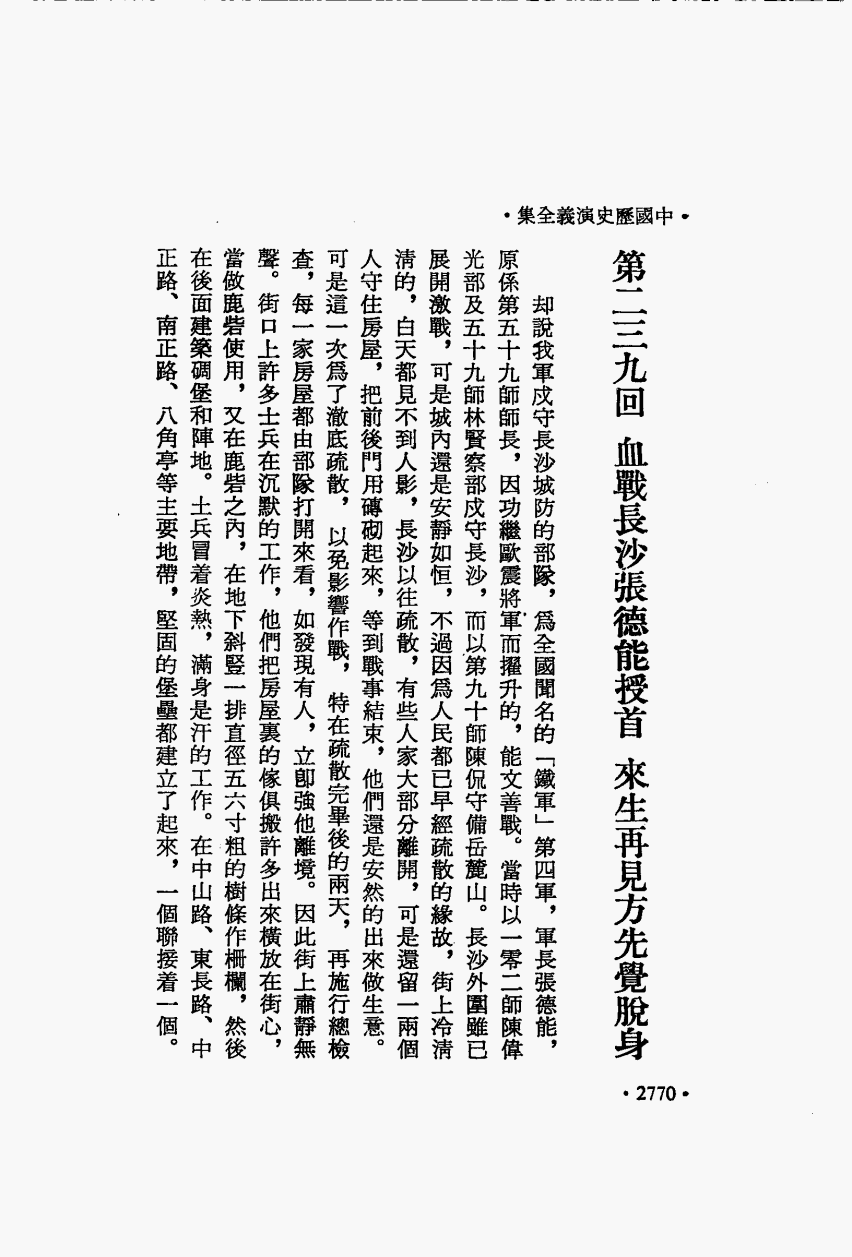 •中國歷史演義全集•
第二三九回 血戰長沙張德能授首 來生再見方先覺脫身
却說我軍戍守長沙城防的部隊，爲全國聞名的「鐵軍」第四軍，軍長張德能，
原係第五十九師師長，因功繼歐震將軍而擢升的，能文善戰。當時以一零二師陳偉
光部及五十九師林賢察部戍守長沙，而以第九十師陳侃守備岳麓山。長沙外圍雖已
展開激戰，可是城內還是安靜如恒，不過因爲人民都已早經疏散的緣故，街上冷清
清的，白天都見不到人影，長沙以往疏散，有些人家大部分離開，可是還留一兩個
人守住房屋，把前後門用磚砌起來，等到戰事結束，他們還是安然的出來做生意。
可是這一次爲了澈底疏散，以免影響作戰，特在疏散完畢後的兩天，再施行總檢
查，每一家房屋都由部隊打開來看，如發現有人，立卽強他離境。因此街上肅靜無
聲。街口上許多士兵在沉默的工作，他們把房屋裏的傢俱搬許多出來橫放在街心，
當做鹿砦使用，又在鹿砦之內，在地下斜豎一排直徑五六寸粗的樹條作柵欄，然後
在後面建築碉堡和陣地。士兵冒着炎熱，滿身是汗的工作。在中山路、東長路、中
正路、南正路、八角亭等主要地帶，堅固的堡壘都建立了起來，一個聯接着一個。
•2770•